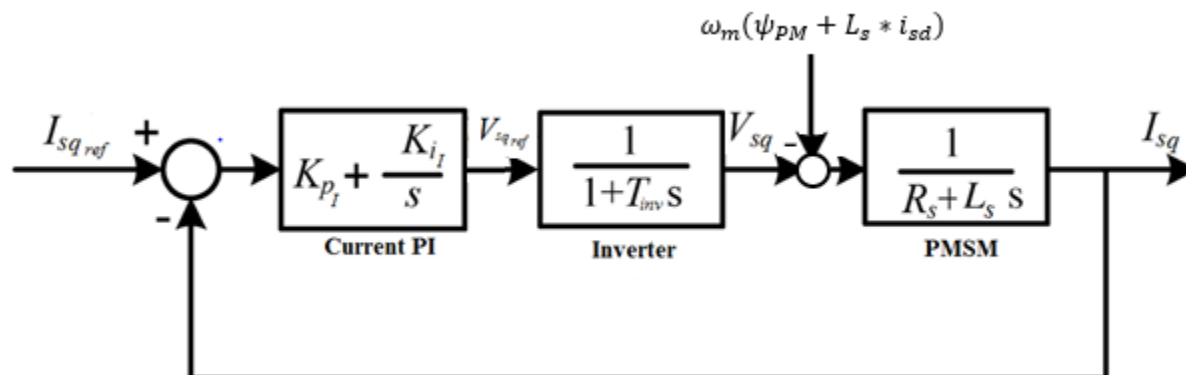 ω_m(ψ_PM + L_s * i_sd)
I_sq ref
+
-
K_p_I + K_i_I / s
V_sq ref
1 / 1+T_inv s
V_sq
-
1 / R_s+L_s s
I_sq
Current PI
Inverter
PMSM